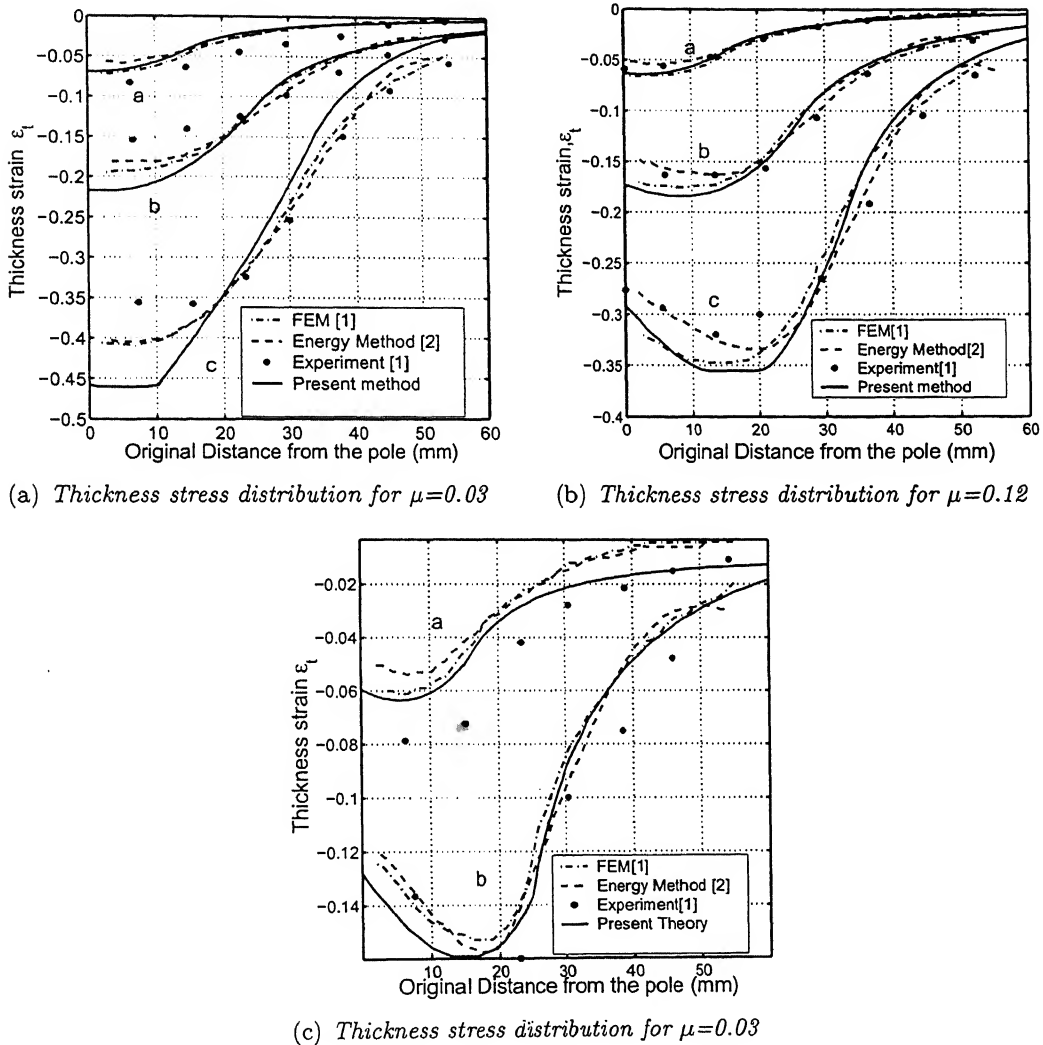 0
−0.05
−0.1
−0.15
−0.2
−0.25
−0.3
−0.35
−0.4
−0.45
−0.5
Thickness strain ε_t
a
b
c
FEM [1]
Energy Method [2]
Experiment [1]
Present method
0 10 20 30 40 50 60
Original Distance from the pole (mm)
(a) Thickness stress distribution for μ=0.03
0
−0.05
−0.1
−0.15
−0.2
−0.25
−0.3
−0.35
−0.4
Thickness strain,ε_t
a
b
c
FEM[1]
Energy Method[2]
Experiment[1]
Present method
0 10 20 30 40 50 60
Original Distance from the pole (mm)
(b) Thickness stress distribution for μ=0.12
−0.02
−0.04
−0.06
−0.08
−0.1
−0.12
−0.14
Thickness strain ε_t
a
b
FEM[1]
Energy Method [2]
Experiment[1]
Present Theory
10 20 30 40 50
Original Distance from the pole (mm)
(c) Thickness stress distribution for μ=0.03